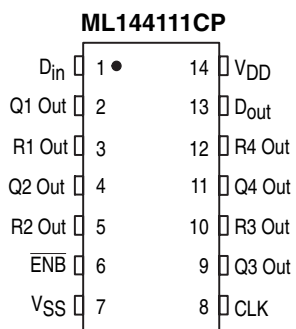 ML144111CP
Din 1 14 VDD
Q1 Out 2 13 Dout
R1 Out 3 12 R4 Out
Q2 Out 4 11 Q4 Out
R2 Out 5 10 R3 Out
E̅N̅B̅ 6 9 Q3 Out
VSS 7 8 CLK